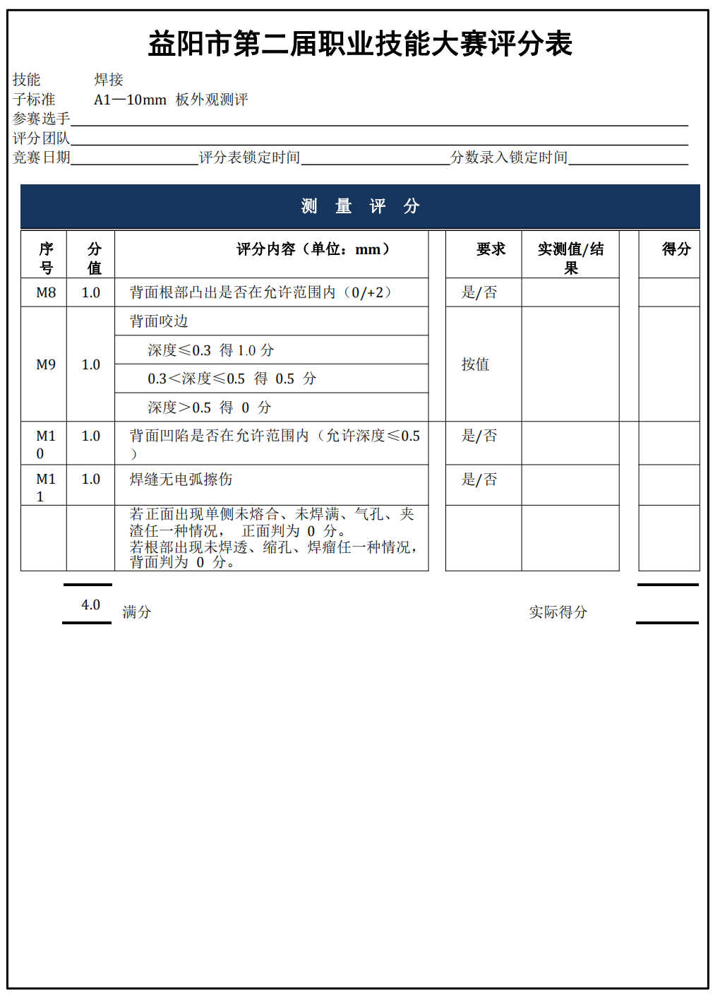 益阳市第二届职业技能大赛评分表
技能 焊接
子标准 A1—10mm 板外观测评
参赛选手
评分团队
竞赛日期 评分表锁定时间 分数录入锁定时间
测 量 评 分
序号 分值 评分内容（单位：mm） 要求 实测值/结果 得分
M8 1.0 背面根部凸出是否在允许范围内（0/+2） 是/否
M9 1.0 背面咬边 按值
深度≤0.3 得1.0分
0.3＜深度≤0.5 得 0.5 分
深度＞0.5 得 0 分
M10 1.0 背面凹陷是否在允许范围内（允许深度≤0.5） 是/否
M11 1.0 焊缝无电弧擦伤 是/否
若正面出现单侧未熔合、未焊满、气孔、夹
渣任一种情况， 正面判为 0 分。
若根部出现未焊透、缩孔、焊瘤任一种情况，
背面判为 0 分。
4.0 满分 实际得分